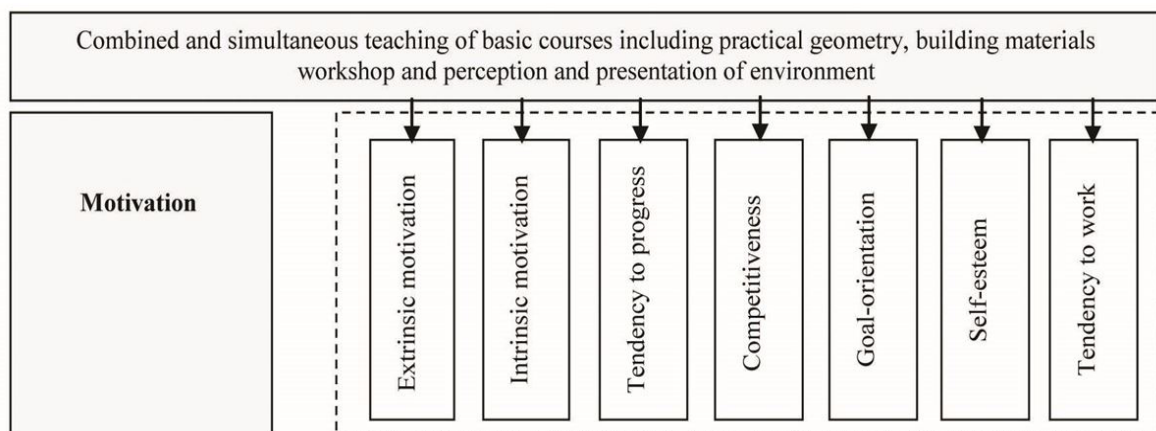 Combined and simultaneous teaching of basic courses including practical geometry, building materials
workshop and perception and presentation of environment
Motivation
Extrinsic motivation
Intrinsic motivation
Tendency to progress
Competitiveness
Goal-orientation
Self-esteem
Tendency to work